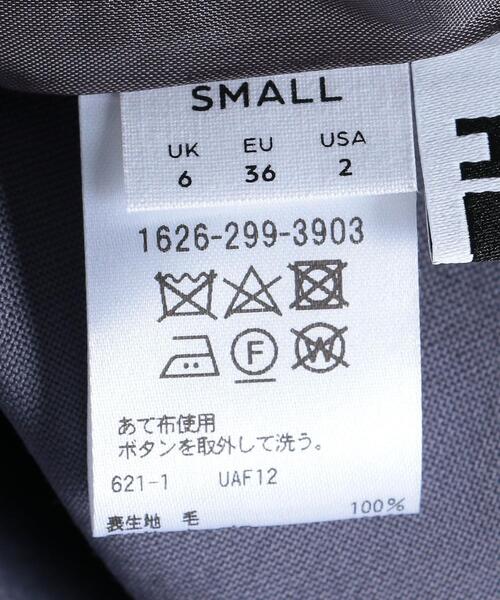 SMALL
UK EU USA
6 36 2
1626-299-3903
F W
あて布使用
ボタンを取外して洗う。
621-1 UAF12
表生地 毛 100%